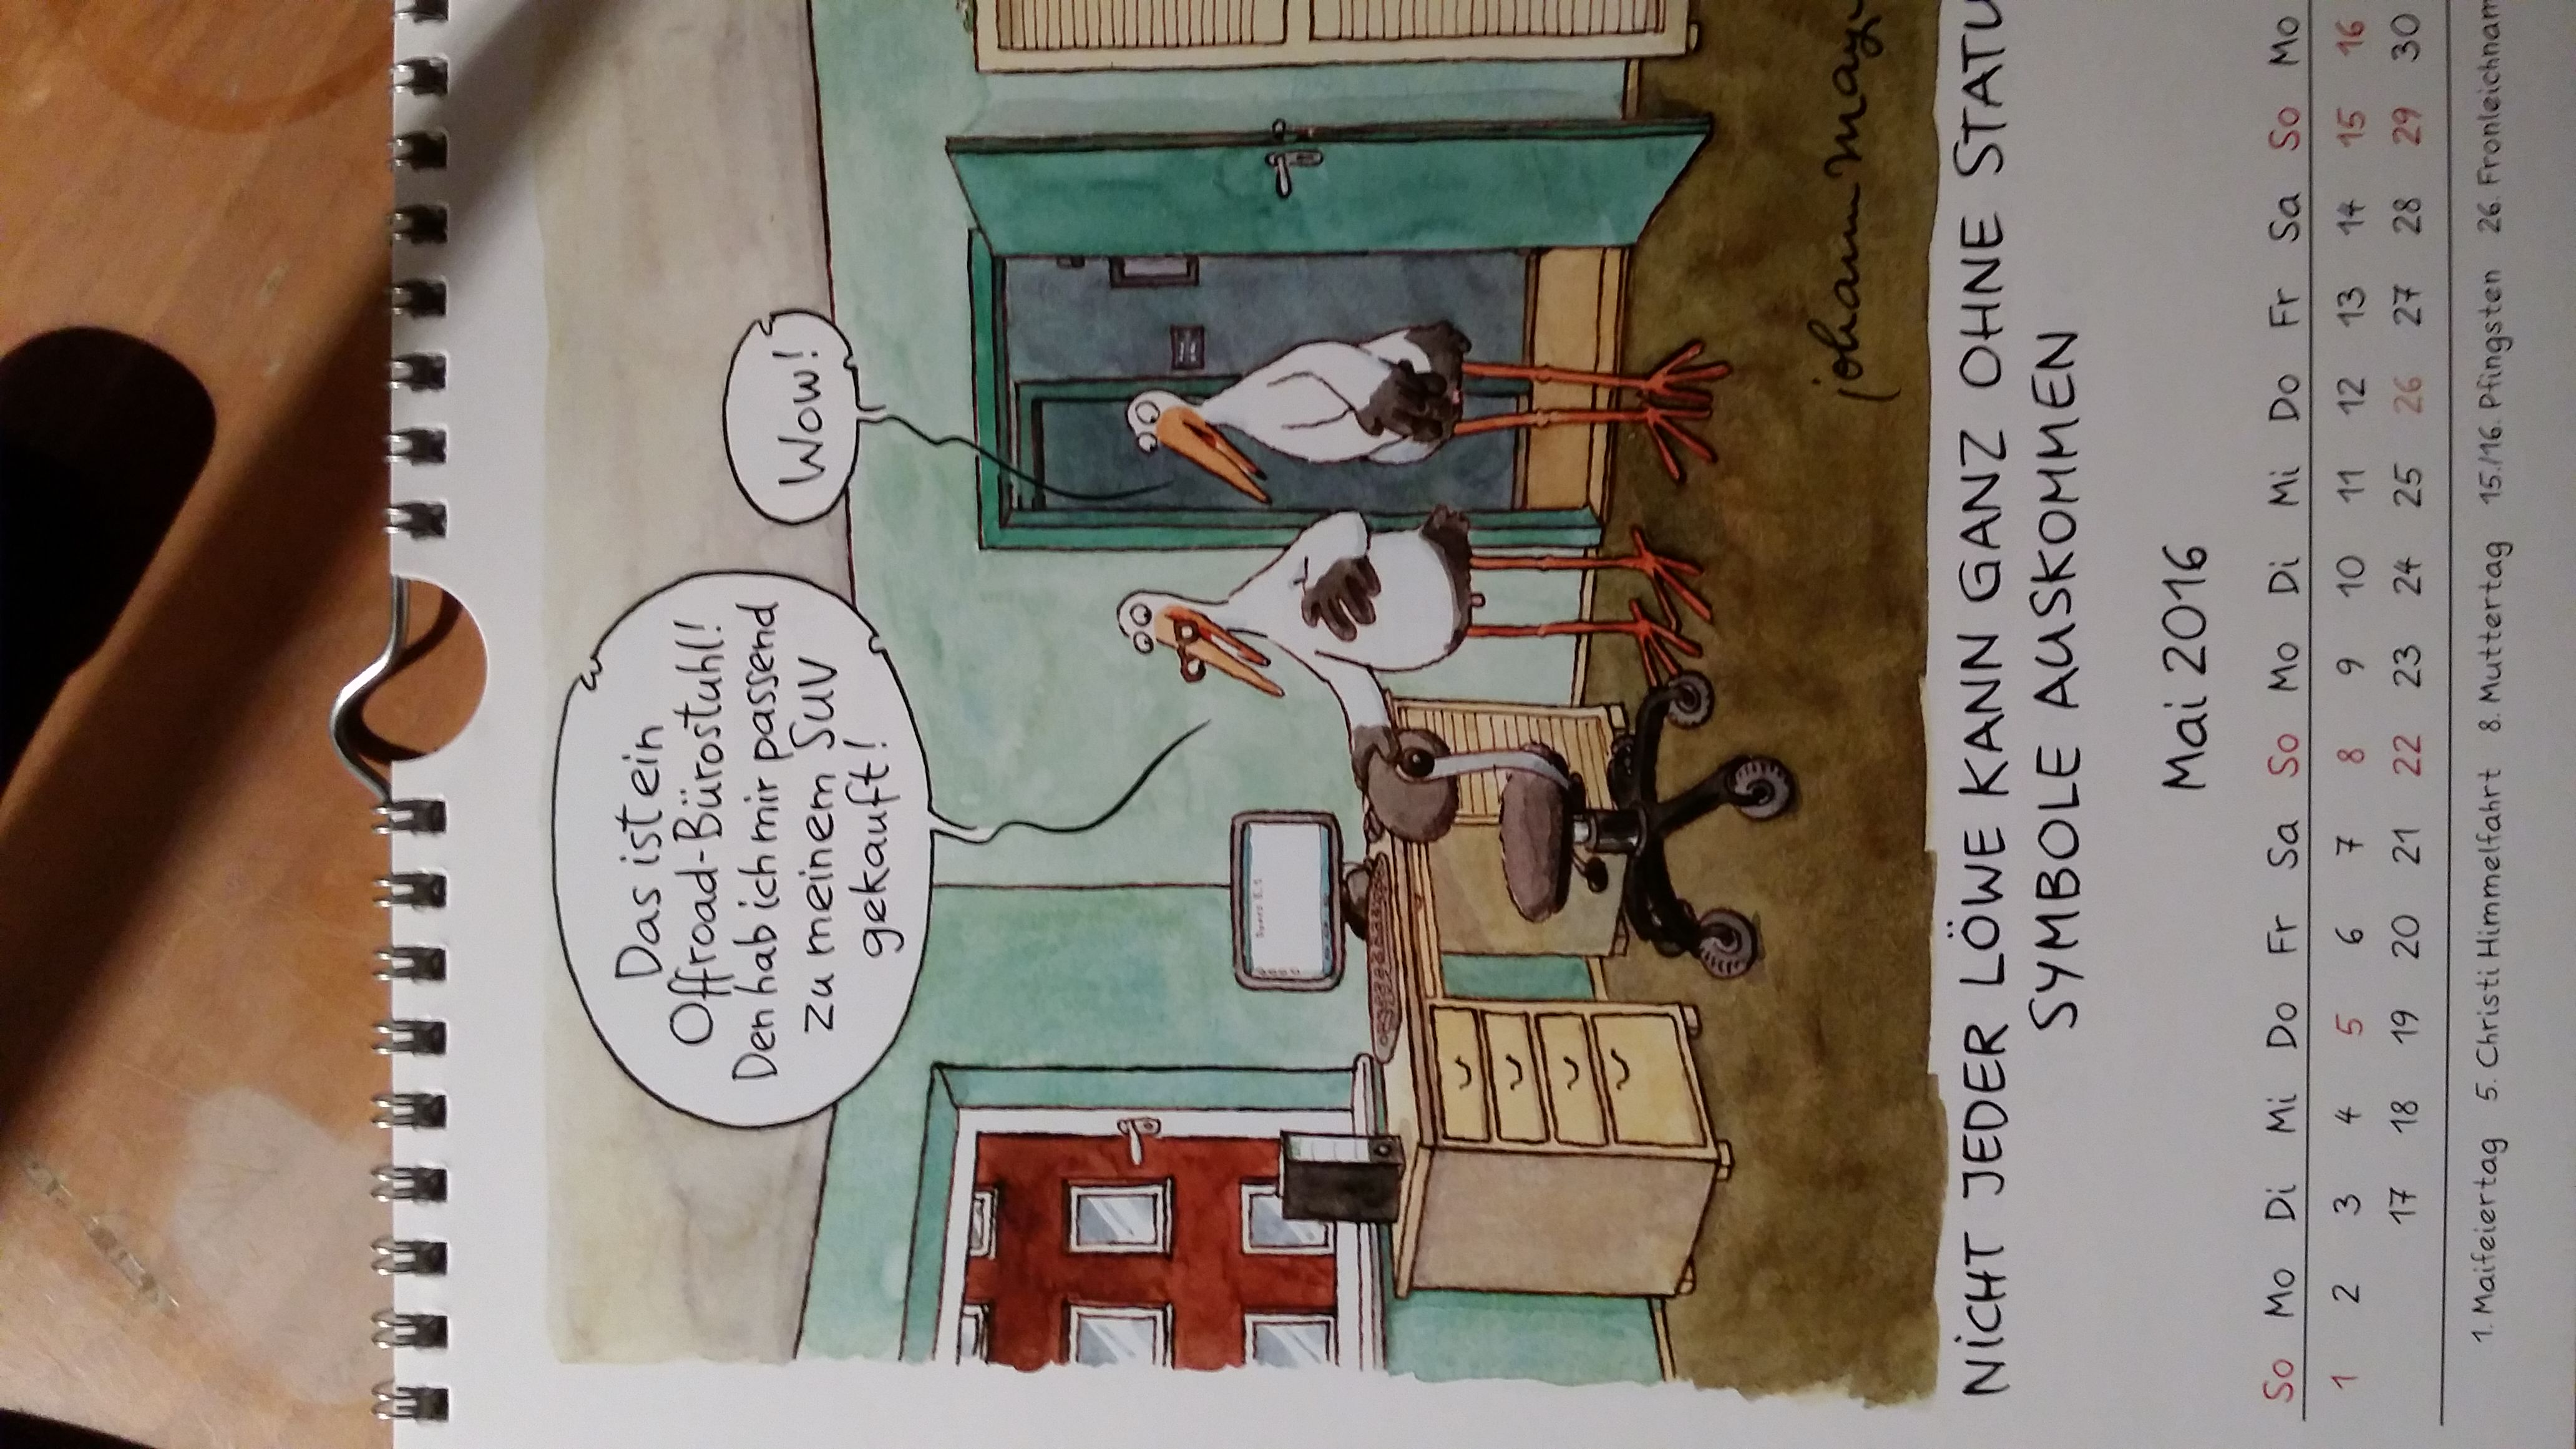 Das ist ein
Offroad-Bürostuhl!
Den hab ich mir passend
zu meinem SUV
gekauft!
Wow!
johann may
NICHT JEDER LÖWE KANN GANZ OHNE STATU
SYMBOLE AUSKOMMEN
Mai 2016
So Mo Di Mi Do Fr Sa So Mo Di Mi Do Fr Sa So Mo
1 2 3 4 5 6 7 8 9 10 11 12 13 14 15 16
17 18 19 20 21 22 23 24 25 26 27 28 29 30
1. Maifeiertag 5. Christi Himmelfahrt 8. Muttertag 15./16. Pfingsten 26. Fronleichnam